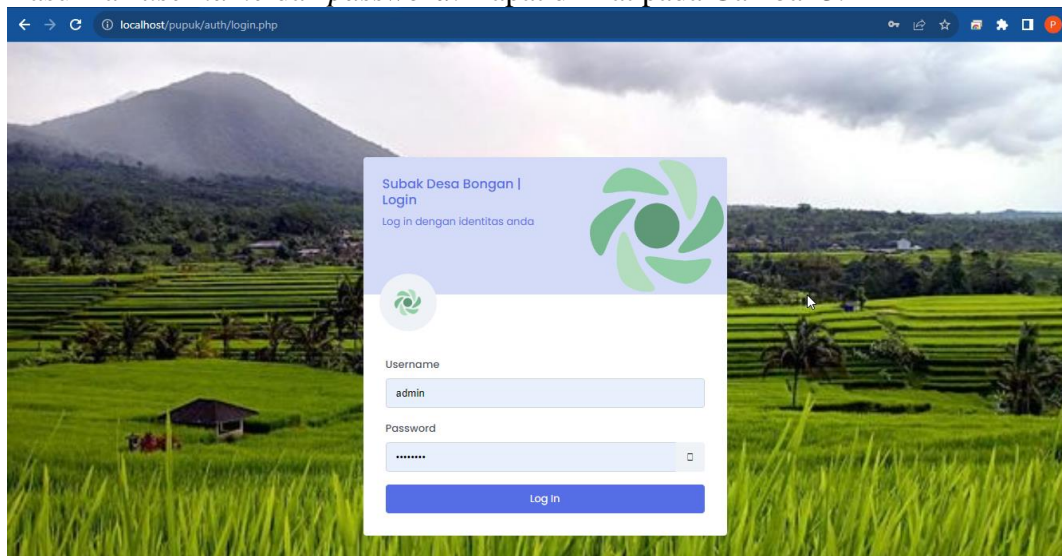 localhost/pupuk/auth/login.php
P
Subak Desa Bongan |
Login
Log in dengan identitas anda
Username
admin
Password
••••••••
Log In